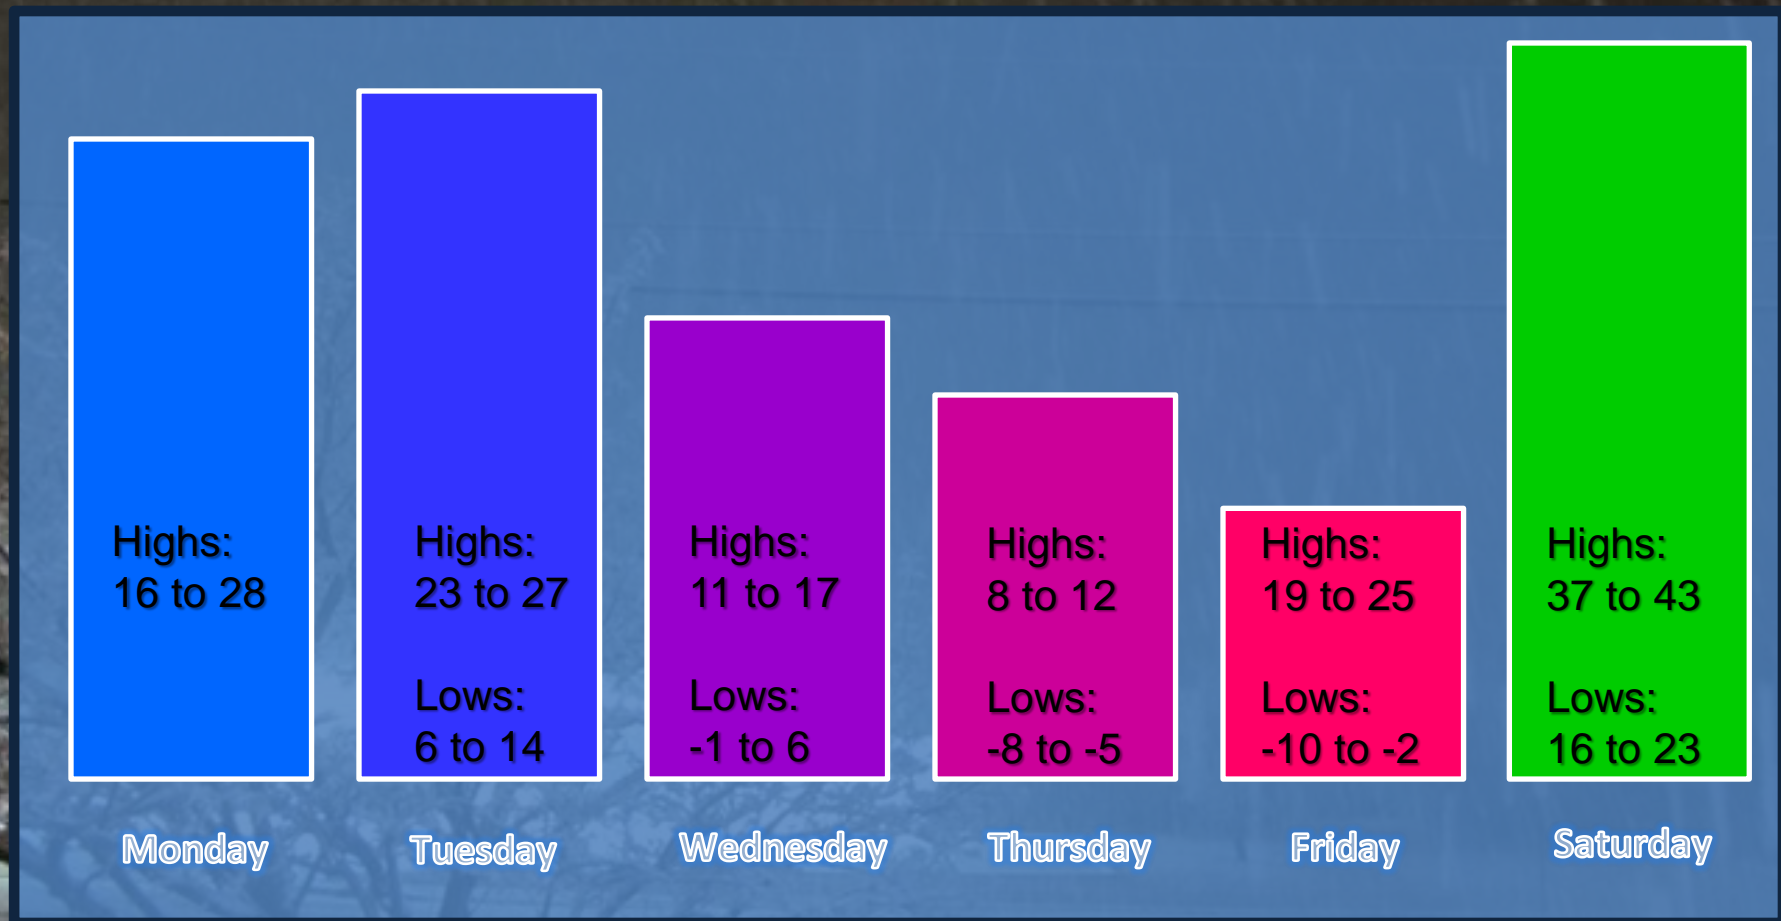 Highs:
16 to 28
Highs:
23 to 27
Lows:
6 to 14
Highs:
11 to 17
Lows:
-1 to 6
Highs:
8 to 12
Lows:
-8 to -5
Highs:
19 to 25
Lows:
-10 to -2
Highs:
37 to 43
Lows:
16 to 23
Monday
Tuesday
Wednesday
Thursday
Friday
Saturday